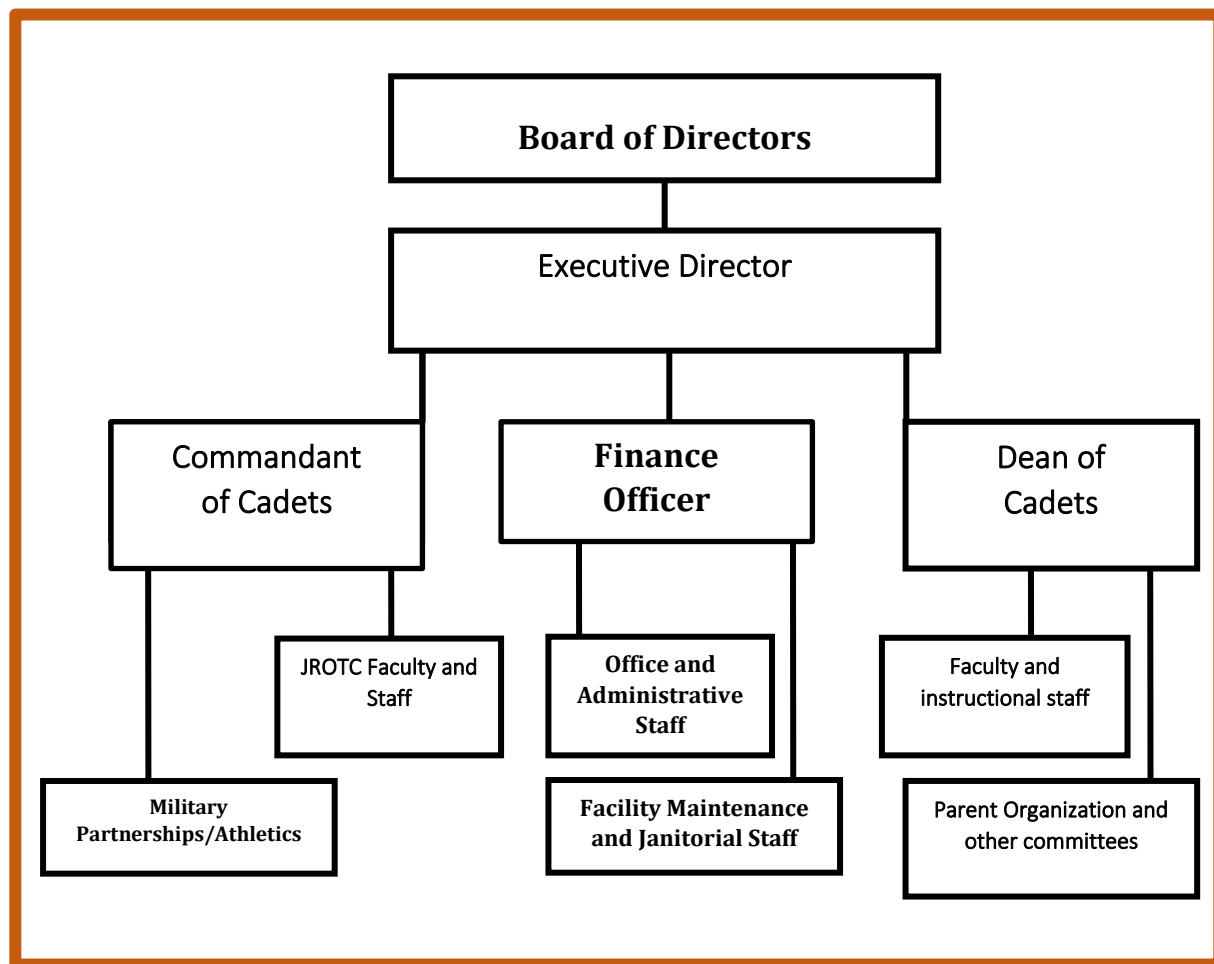 Board of Directors
Executive Director
Commandant
of Cadets
Finance
Officer
Dean of
Cadets
JROTC Faculty and
Staff
Office and
Administrative
Staff
Faculty and
instructional staff
Military
Partnerships/Athletics
Facility Maintenance
and Janitorial Staff
Parent Organization and
other committees